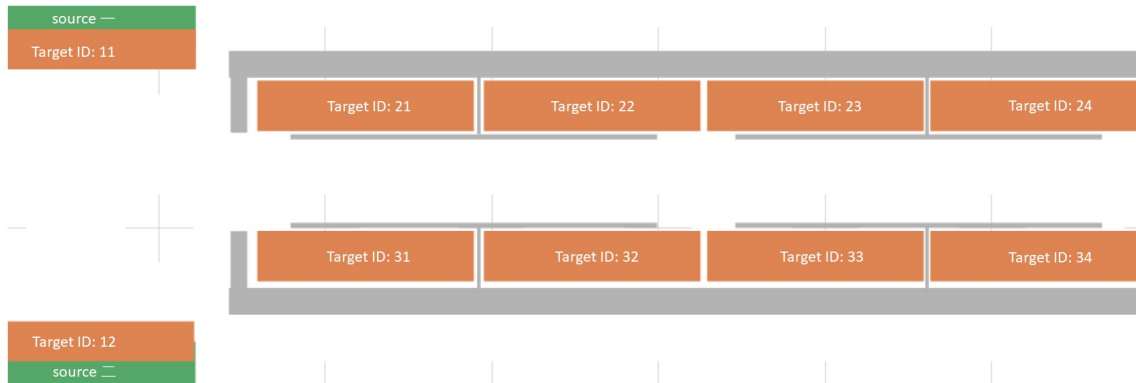 source 一
Target ID: 11
Target ID: 21
Target ID: 22
Target ID: 23
Target ID: 24
Target ID: 31
Target ID: 32
Target ID: 33
Target ID: 34
Target ID: 12
source 二